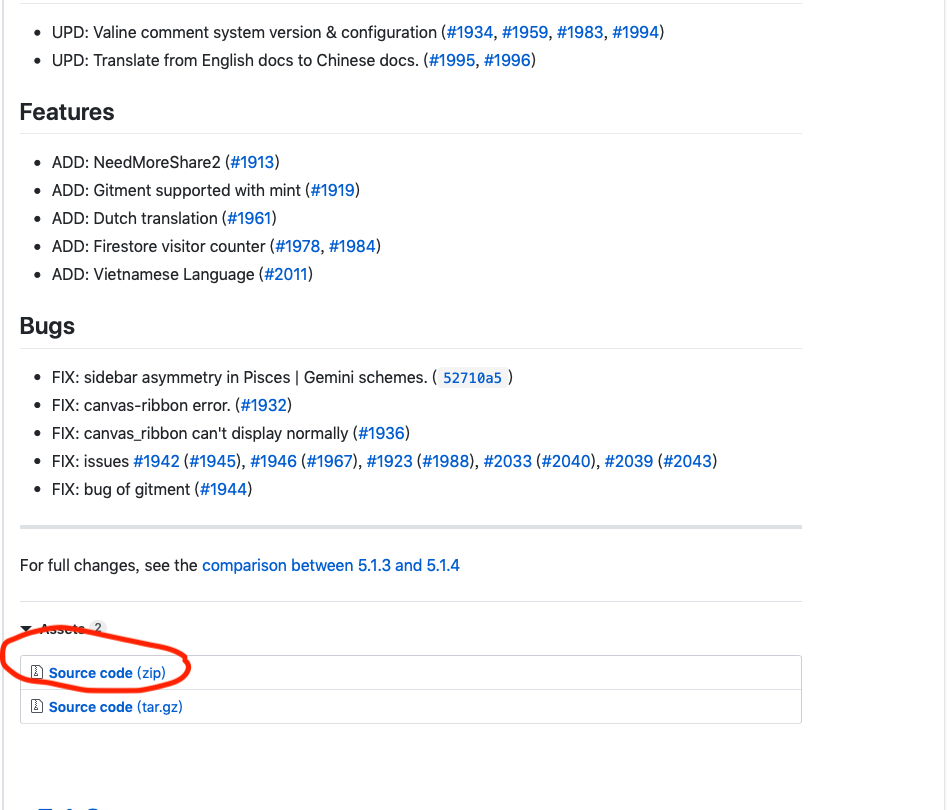 UPD: Valine comment system version & configuration (#1934, #1959, #1983, #1994)
UPD: Translate from English docs to Chinese docs. (#1995, #1996)
Features
ADD: NeedMoreShare2 (#1913)
ADD: Gitment supported with mint (#1919)
ADD: Dutch translation (#1961)
ADD: Firestore visitor counter (#1978, #1984)
ADD: Vietnamese Language (#2011)
Bugs
FIX: sidebar asymmetry in Pisces | Gemini schemes. ( 52710a5 )
FIX: canvas-ribbon error. (#1932)
FIX: canvas_ribbon can't display normally (#1936)
FIX: issues #1942 (#1945), #1946 (#1967), #1923 (#1988), #2033 (#2040), #2039 (#2043)
FIX: bug of gitment (#1944)
For full changes, see the comparison between 5.1.3 and 5.1.4
Assets 2
Source code (zip)
Source code (tar.gz)